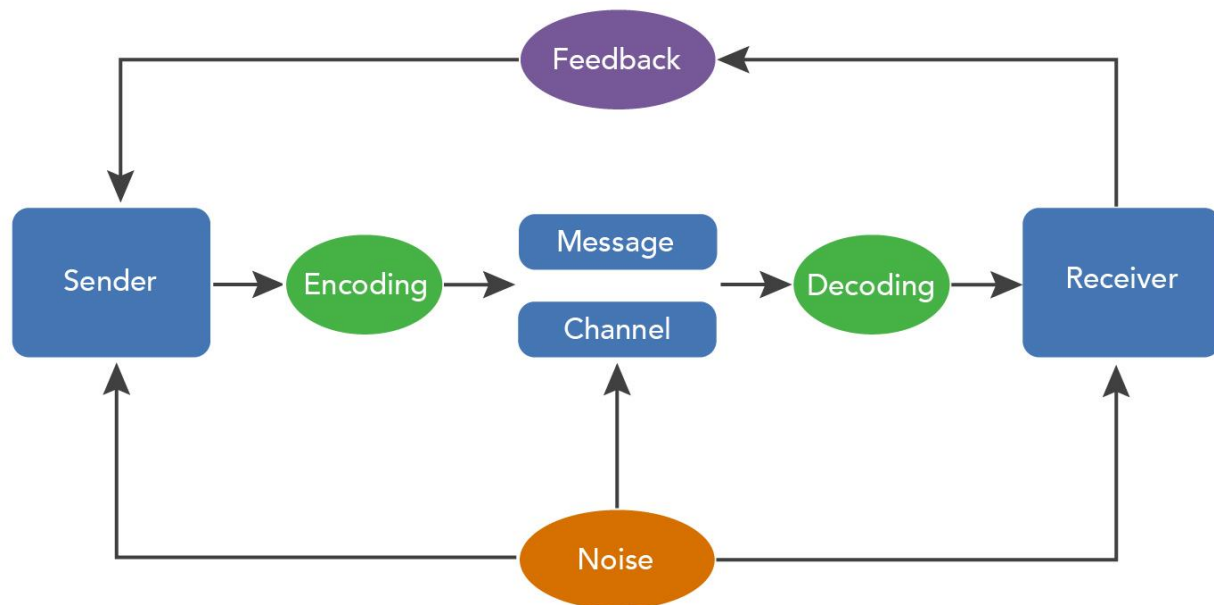 Feedback
Sender
Encoding
Message
Channel
Decoding
Receiver
Noise